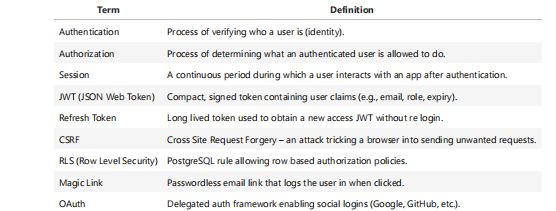 Term Definition
Authentication Process of verifying who a user is (identity).
Authorization Process of determining what an authenticated user is allowed to do.
Session A continuous period during which a user interacts with an app after authentication.
JWT (JSON Web Token) Compact, signed token containing user claims (e.g., email, role, expiry).
Refresh Token Long lived token used to obtain a new access JWT without re login.
CSRF Cross Site Request Forgery – an attack tricking a browser into sending unwanted requests.
RLS (Row Level Security) PostgreSQL rule allowing row based authorization policies.
Magic Link Passwordless email link that logs the user in when clicked.
OAuth Delegated auth framework enabling social logins (Google, GitHub, etc.).